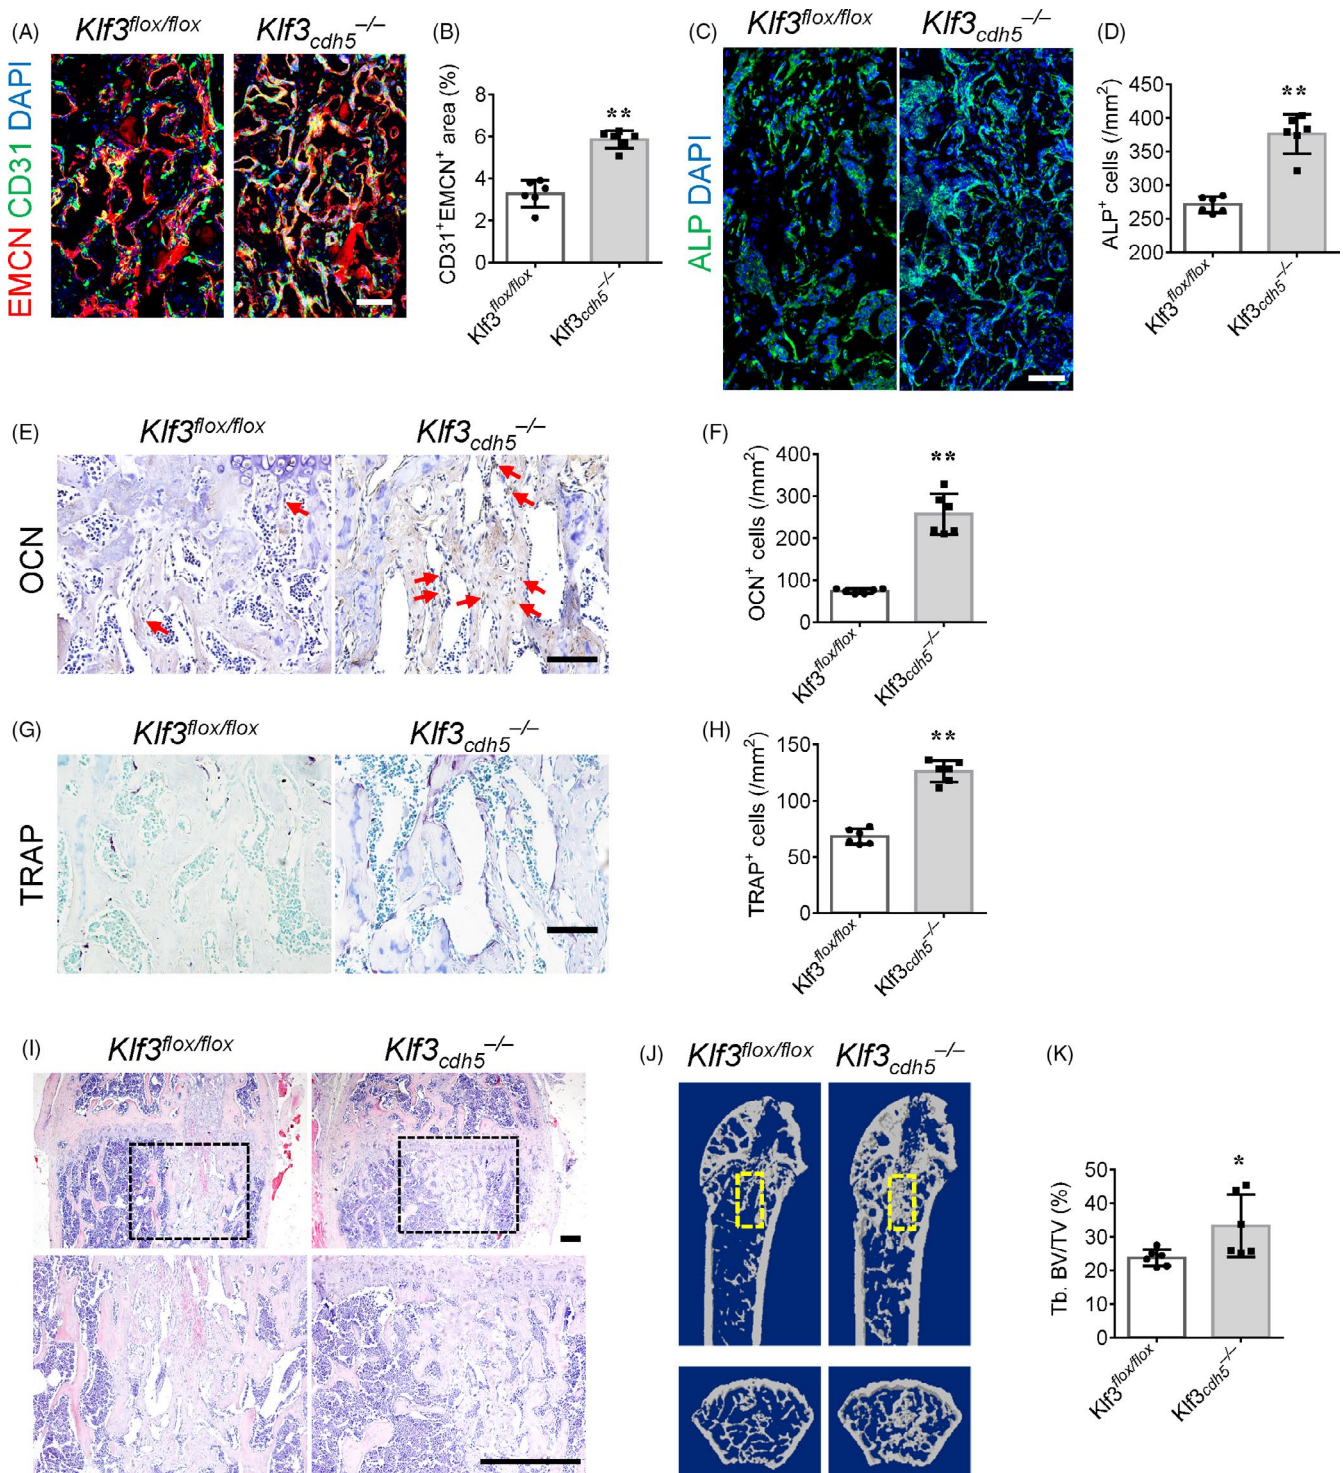 (A)
Klf3flox/flox
Klf3cdh5−/−
EMCN CD31 DAPI
(B)
CD31+EMCN+ area (%)
8
6
4
2
0
**
Klf3flox/flox
Klf3cdh5−/−
(C)
Klf3flox/flox
Klf3cdh5−/−
ALP DAPI
(D)
ALP+ cells (/mm2)
450
400
350
300
250
200
**
Klf3flox/flox
Klf3cdh5−/−
(E)
Klf3flox/flox
Klf3cdh5−/−
OCN
(F)
OCN+ cells (/mm2)
400
300
200
100
0
**
Klf3flox/flox
Klf3cdh5−/−
(G)
Klf3flox/flox
Klf3cdh5−/−
TRAP
(H)
TRAP+ cells (/mm2)
150
100
50
0
**
Klf3flox/flox
Klf3cdh5−/−
(I)
Klf3flox/flox
Klf3cdh5−/−
(J)
Klf3flox/flox
Klf3cdh5−/−
(K)
Tb. BV/TV (%)
50
40
30
20
10
0
*
Klf3flox/flox
Klf3cdh5−/−